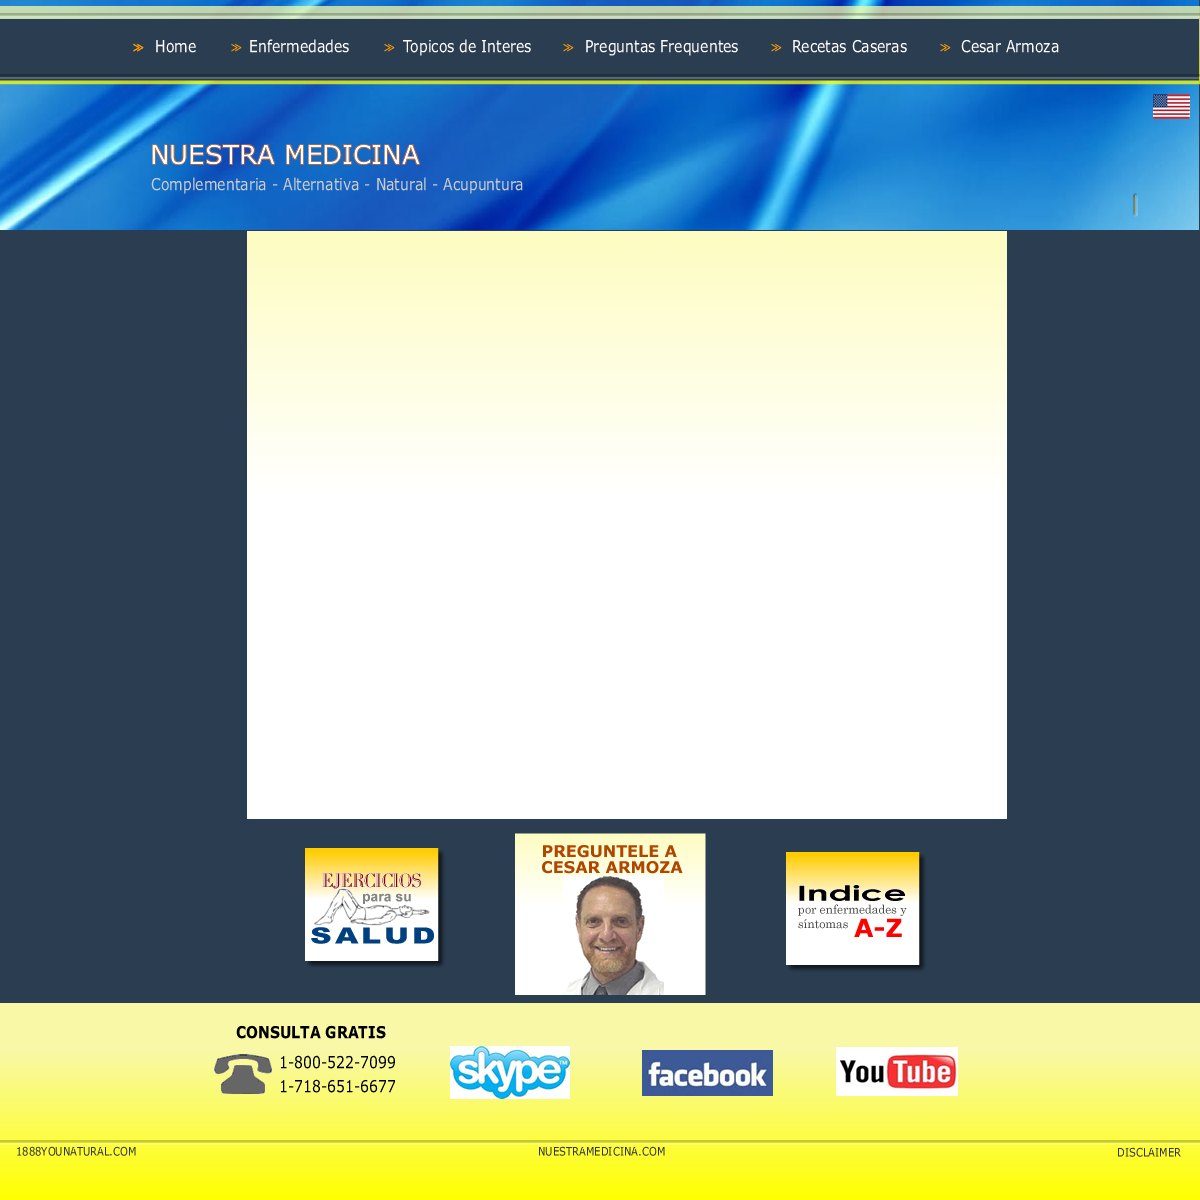 Home Enfermedades Topicos de Interes Preguntas Frequentes Recetas Caseras Cesar Armoza
NUESTRA MEDICINA
Complementaria - Alternativa - Natural - Acupuntura
EJERCICIOS
para su
SALUD
PREGUNTELE A
CESAR ARMOZA
Indice
por enfermedades y
síntomas A-Z
CONSULTA GRATIS
1-800-522-7099
1-718-651-6677
skype™
facebook
YouTube
1888YOUNATURAL.COM NUESTRAMEDICINA.COM DISCLAIMER